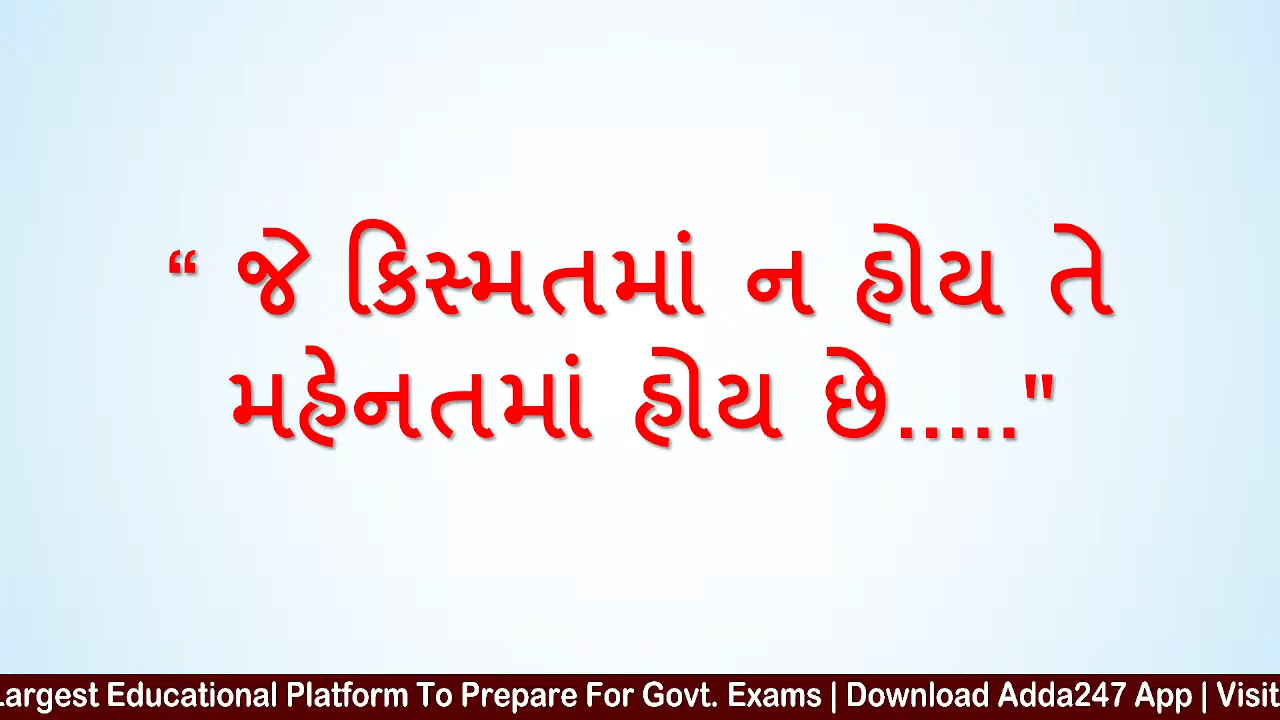 “ જે કિસ્મતમાં ન હોય તે
મહેનતમાં હોય છે....."
Largest Educational Platform To Prepare For Govt. Exams | Download Adda247 App | Visit